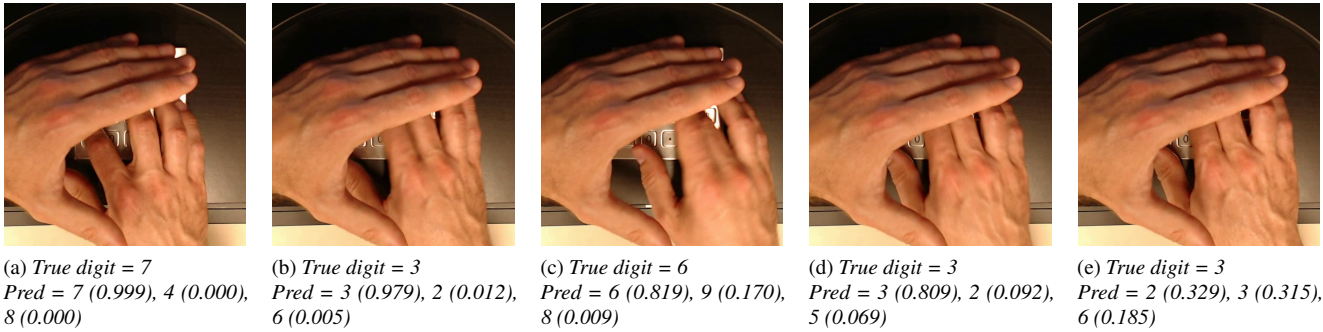 (a) True digit = 7
Pred = 7 (0.999), 4 (0.000),
8 (0.000)
(b) True digit = 3
Pred = 3 (0.979), 2 (0.012),
6 (0.005)
(c) True digit = 6
Pred = 6 (0.819), 9 (0.170),
8 (0.009)
(d) True digit = 3
Pred = 3 (0.809), 2 (0.092),
5 (0.069)
(e) True digit = 3
Pred = 2 (0.329), 3 (0.315),
6 (0.185)